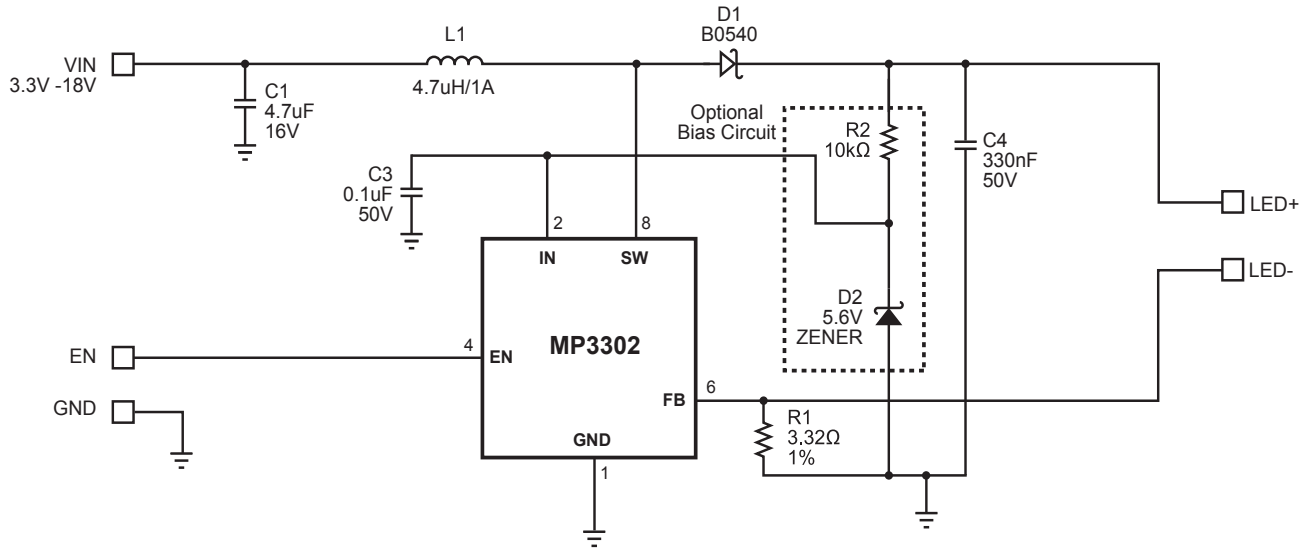 D1
B0540
L1
VIN
3.3V -18V
4.7uH/1A
C1
4.7uF
16V
Optional
Bias Circuit
R2
10kΩ
C4
330nF
50V
C3
0.1uF
50V
LED+
2
8
IN
SW
LED-
D2
5.6V
ZENER
MP3302
EN
4
EN
6
FB
GND
R1
3.32Ω
1%
GND
1